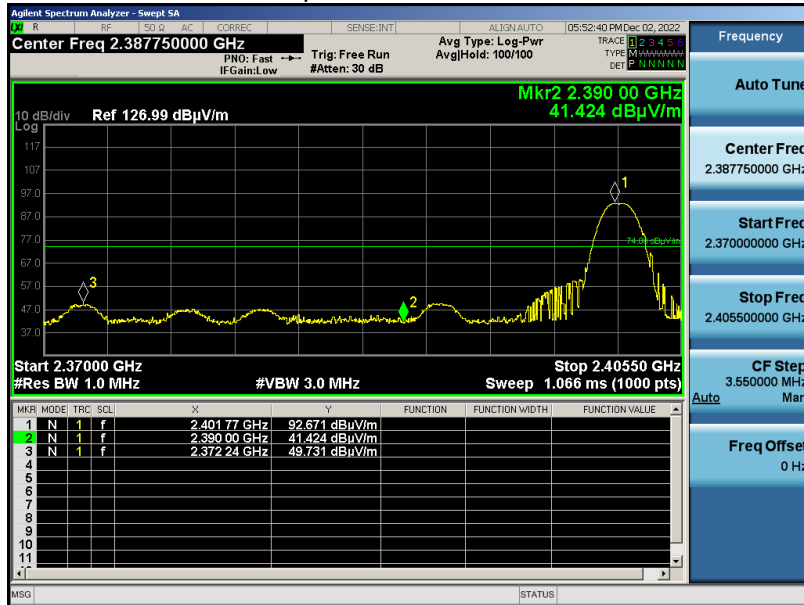 Agilent Spectrum Analyzer - Swept SA
LXI R RF 50 Ω AC CORREC SENSE:INT ALIGN AUTO 05:52:40 PM Dec 02, 2022
Center Freq 2.387750000 GHz
PNO: Fast
IFGain:Low
Trig: Free Run
#Atten: 30 dB
Avg Type: Log-Pwr
Avg|Hold: 100/100
TRACE 1 2 3 4 5 6
TYPE M
DET P N N N N N
Mkr2 2.390 00 GHz
41.424 dBµV/m
10 dB/div Ref 126.99 dBµV/m
Log
117
107
97.0
87.0
77.0
67.0
57.0
47.0
37.0
1
2
3
74.00 dBµV/m
Start 2.37000 GHz Stop 2.40550 GHz
#Res BW 1.0 MHz #VBW 3.0 MHz Sweep 1.066 ms (1000 pts)
MKR MODE TRC SCL X Y FUNCTION FUNCTION WIDTH FUNCTION VALUE
1 N 1 f 2.401 77 GHz 92.671 dBµV/m
2 N 1 f 2.390 00 GHz 41.424 dBµV/m
3 N 1 f 2.372 24 GHz 49.731 dBµV/m
4
5
6
7
8
9
10
11
MSG STATUS
Frequency
Auto Tune
Center Freq
2.387750000 GHz
Start Freq
2.370000000 GHz
Stop Freq
2.405500000 GHz
CF Step
3.550000 MHz
Auto Man
Freq Offset
0 Hz